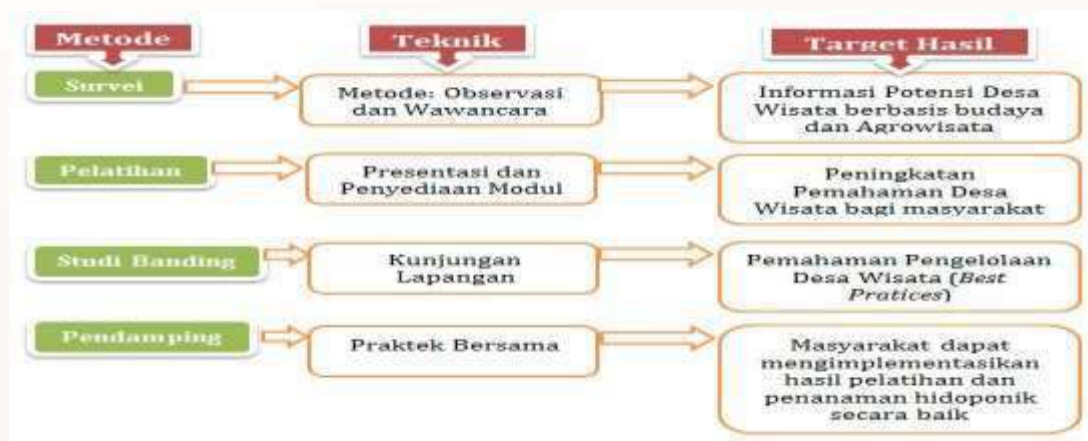 Metode
Teknik
Target Hasil
Survei
Metode: Observasi
dan Wawancara
Informasi Potensi Desa
Wisata berbasis budaya
dan Agrowisata
Pelatihan
Presentasi dan
Penyediaan Modul
Peningkatan
Pemahaman Desa
Wisata bagi masyarakat
Studi Banding
Kunjungan
Lapangan
Pemahaman Pengelolaan
Desa Wisata (Best
Pratices)
Pendamping
Praktek Bersama
Masyarakat dapat
mengimplementasikan
hasil pelatihan dan
penanaman hidoponik
secara baik